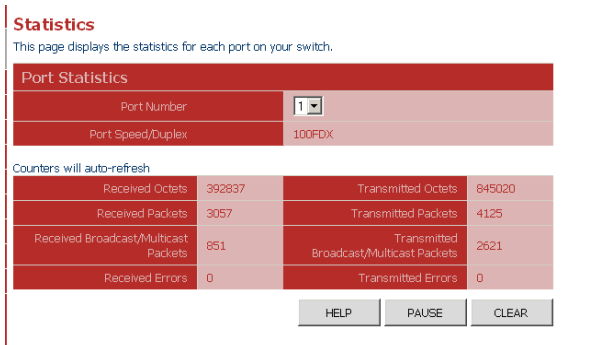 Statistics
This page displays the statistics for each port on your switch.
Port Statistics
Port Number 1
Port Speed/Duplex 100FDX
Counters will auto-refresh
Received Octets 392837 Transmitted Octets 845020
Received Packets 3057 Transmitted Packets 4125
Received Broadcast/Multicast
Packets 851 Transmitted
Broadcast/Multicast Packets 2621
Received Errors 0 Transmitted Errors 0
HELP PAUSE CLEAR